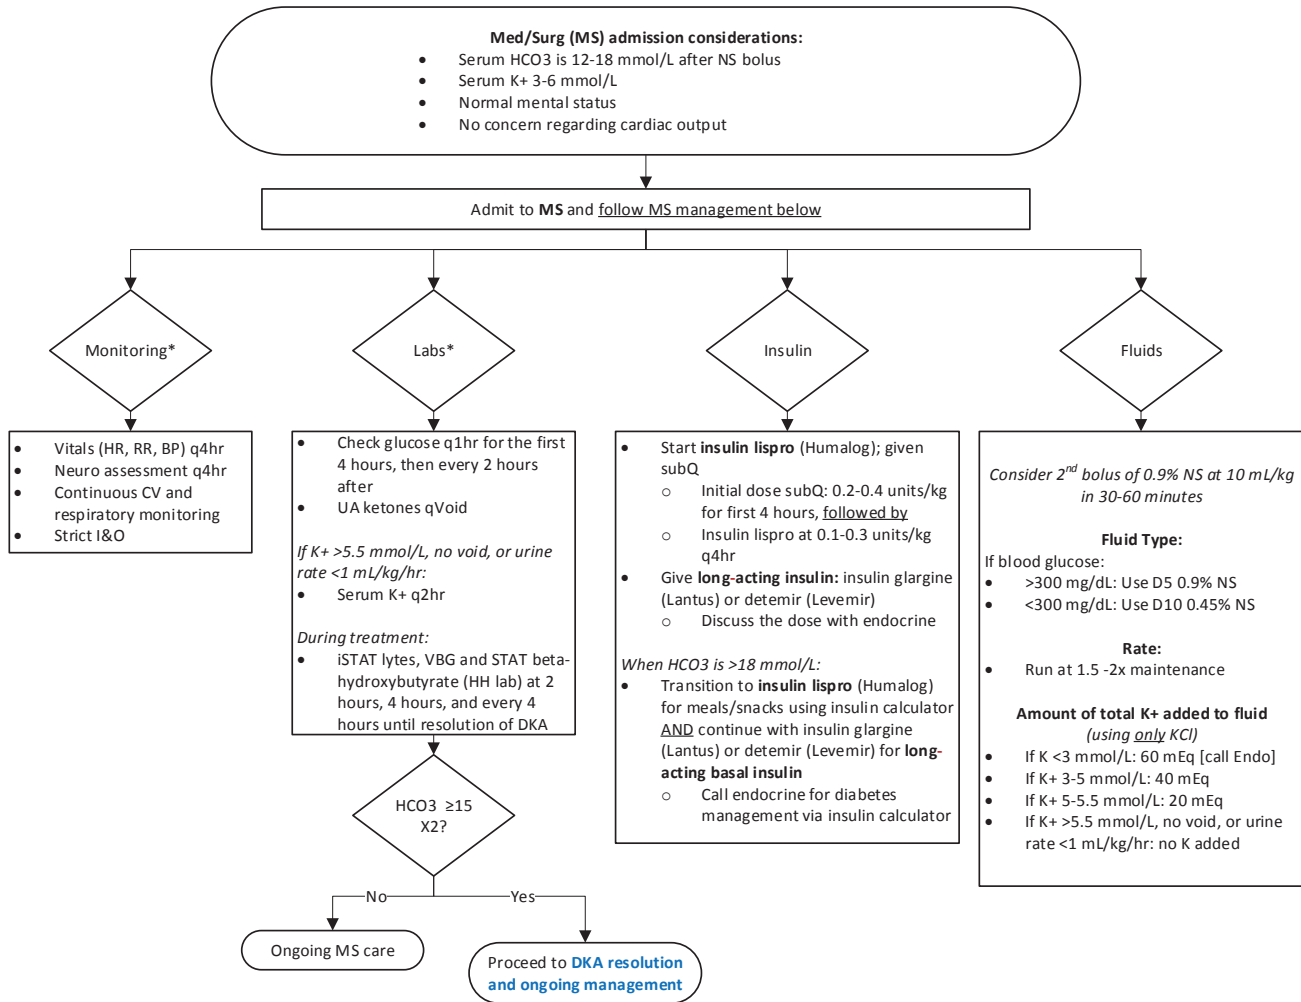 Med/Surg (MS) admission considerations:
• Serum HCO3 is 12-18 mmol/L after NS bolus
• Serum K+ 3-6 mmol/L
• Normal mental status
• No concern regarding cardiac output
Admit to MS and follow MS management below
Monitoring*
Labs*
Insulin
Fluids
• Vitals (HR, RR, BP) q4hr
• Neuro assessment q4hr
• Continuous CV and
respiratory monitoring
• Strict I&O
• Check glucose q1hr for the first
4 hours, then every 2 hours
after
• UA ketones qVoid
If K+ >5.5 mmol/L, no void, or urine
rate <1 mL/kg/hr:
• Serum K+ q2hr
During treatment:
• iSTAT lytes, VBG and STAT beta-
hydroxybutyrate (HH lab) at 2
hours, 4 hours, and every 4
hours until resolution of DKA
• Start insulin lispro (Humalog); given
subQ
o Initial dose subQ: 0.2-0.4 units/kg
for first 4 hours, followed by
o Insulin lispro at 0.1-0.3 units/kg
q4hr
• Give long-acting insulin: insulin glargine
(Lantus) or detemir (Levemir)
o Discuss the dose with endocrine
When HCO3 is >18 mmol/L:
• Transition to insulin lispro (Humalog)
for meals/snacks using insulin calculator
AND continue with insulin glargine
(Lantus) or detemir (Levemir) for long-
acting basal insulin
o Call endocrine for diabetes
management via insulin calculator
Consider 2nd bolus of 0.9% NS at 10 mL/kg
in 30-60 minutes
Fluid Type:
If blood glucose:
• >300 mg/dL: Use D5 0.9% NS
• <300 mg/dL: Use D10 0.45% NS
Rate:
• Run at 1.5 -2x maintenance
Amount of total K+ added to fluid
(using only KCl)
• If K <3 mmol/L: 60 mEq [call Endo]
• If K+ 3-5 mmol/L: 40 mEq
• If K+ 5-5.5 mmol/L: 20 mEq
• If K+ >5.5 mmol/L, no void, or urine
rate <1 mL/kg/hr: no K added
HCO3 ≥15
X2?
No
Yes
Ongoing MS care
Proceed to DKA resolution
and ongoing management